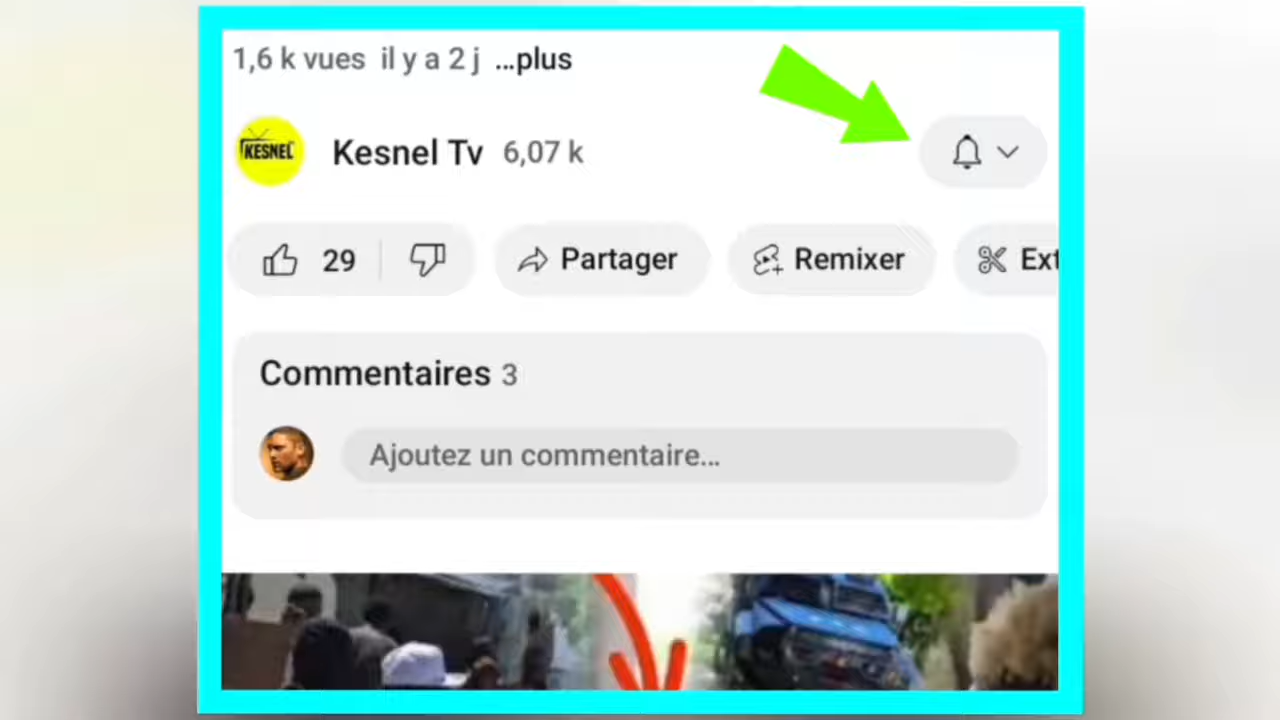 1,6 k vues il y a 2 j ...plus
KESNEL
Kesnel Tv 6,07 k
29 Partager Remixer Ext
Commentaires 3
Ajoutez un commentaire...